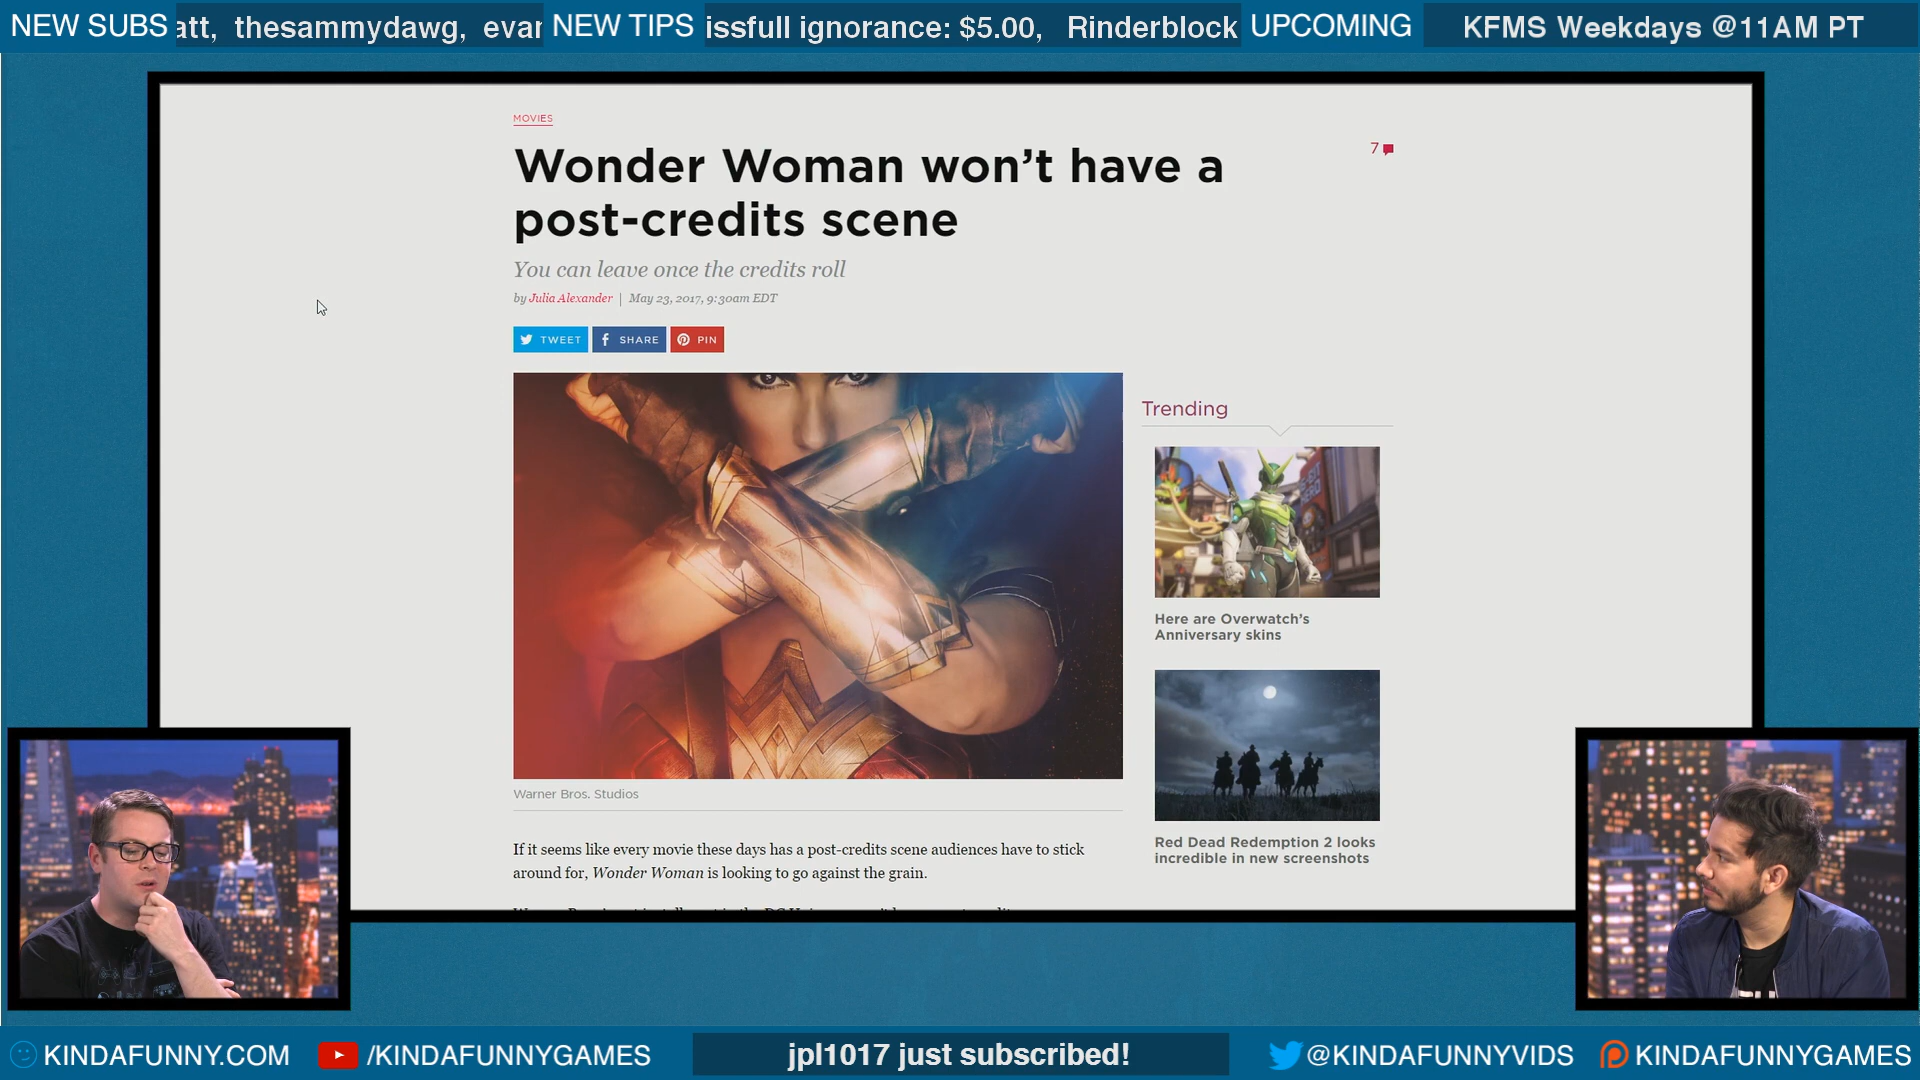 NEW SUBS att, thesammydawg, evan NEW TIPS issfull ignorance: $5.00, Rinderblock UPCOMING KFMS Weekdays @11AM PT
MOVIES
Wonder Woman won't have a
post-credits scene
7
You can leave once the credits roll
by Julia Alexander | May 23, 2017, 9:30am EDT
TWEET SHARE PIN
Trending
Here are Overwatch's
Anniversary skins
Red Dead Redemption 2 looks
incredible in new screenshots
Warner Bros. Studios
If it seems like every movie these days has a post-credits scene audiences have to stick
around for, Wonder Woman is looking to go against the grain.
KINDAFUNNY.COM /KINDAFUNNYGAMES jpl1017 just subscribed! @KINDAFUNNYVIDS KINDAFUNNYGAMES